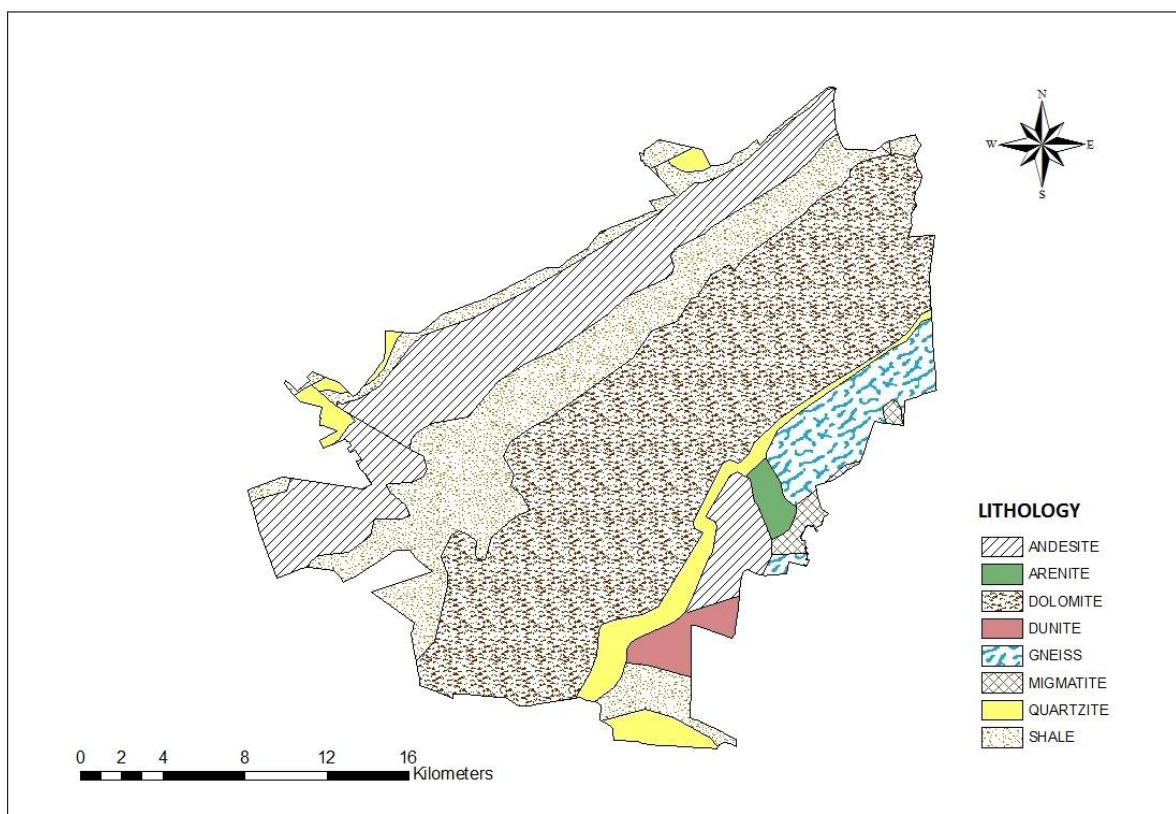 N
W E
S
LITHOLOGY
ANDESITE
ARENITE
DOLOMITE
DUNITE
GNEISS
MIGMATITE
QUARTZITE
SHALE
0 2 4 8 12 16
Kilometers